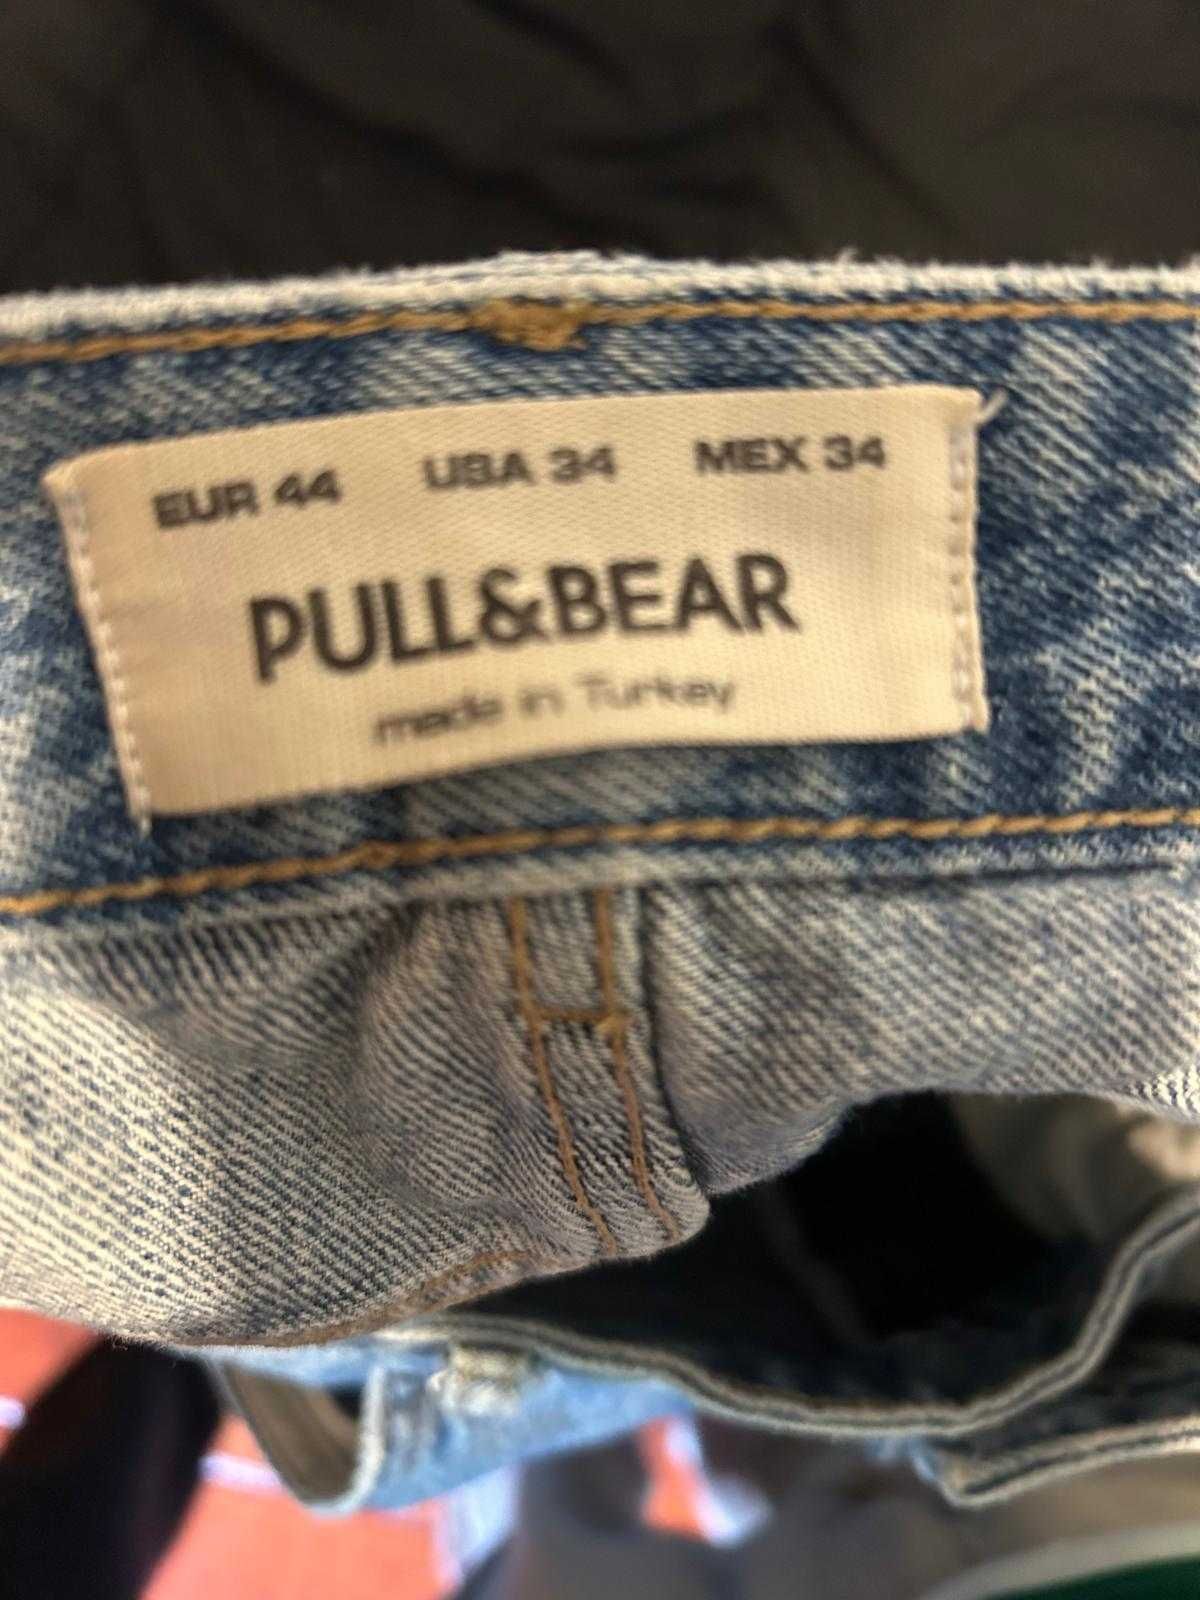 EUR 44 USA 34 MEX 34
PULL&BEAR
made in Turkey